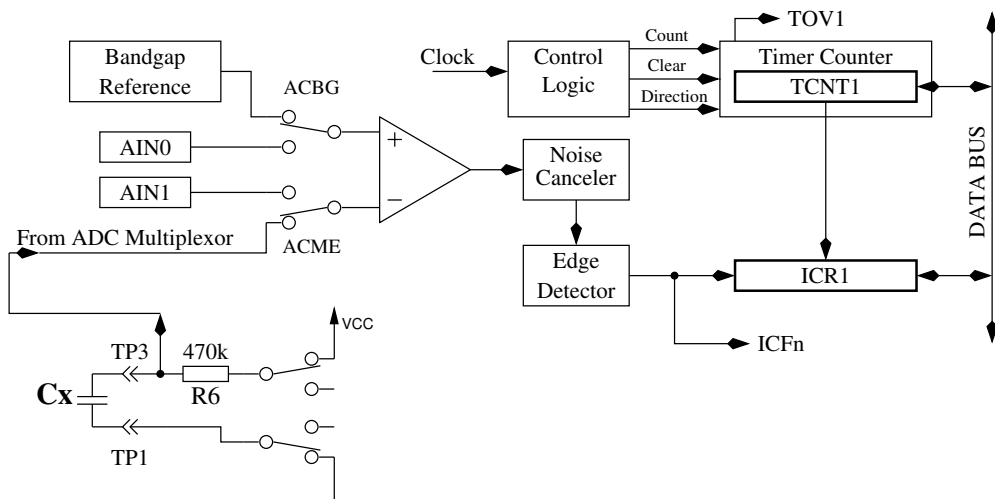 TOV1
Bandgap
Reference
ACBG
Clock
Control
Logic
Count
Clear
Direction
Timer Counter
TCNT1
AIN0
AIN1
+
−
Noise
Canceler
DATA BUS
From ADC Multiplexor
ACME
Edge
Detector
ICR1
ICFn
VCC
TP3
470k
R6
Cx
TP1